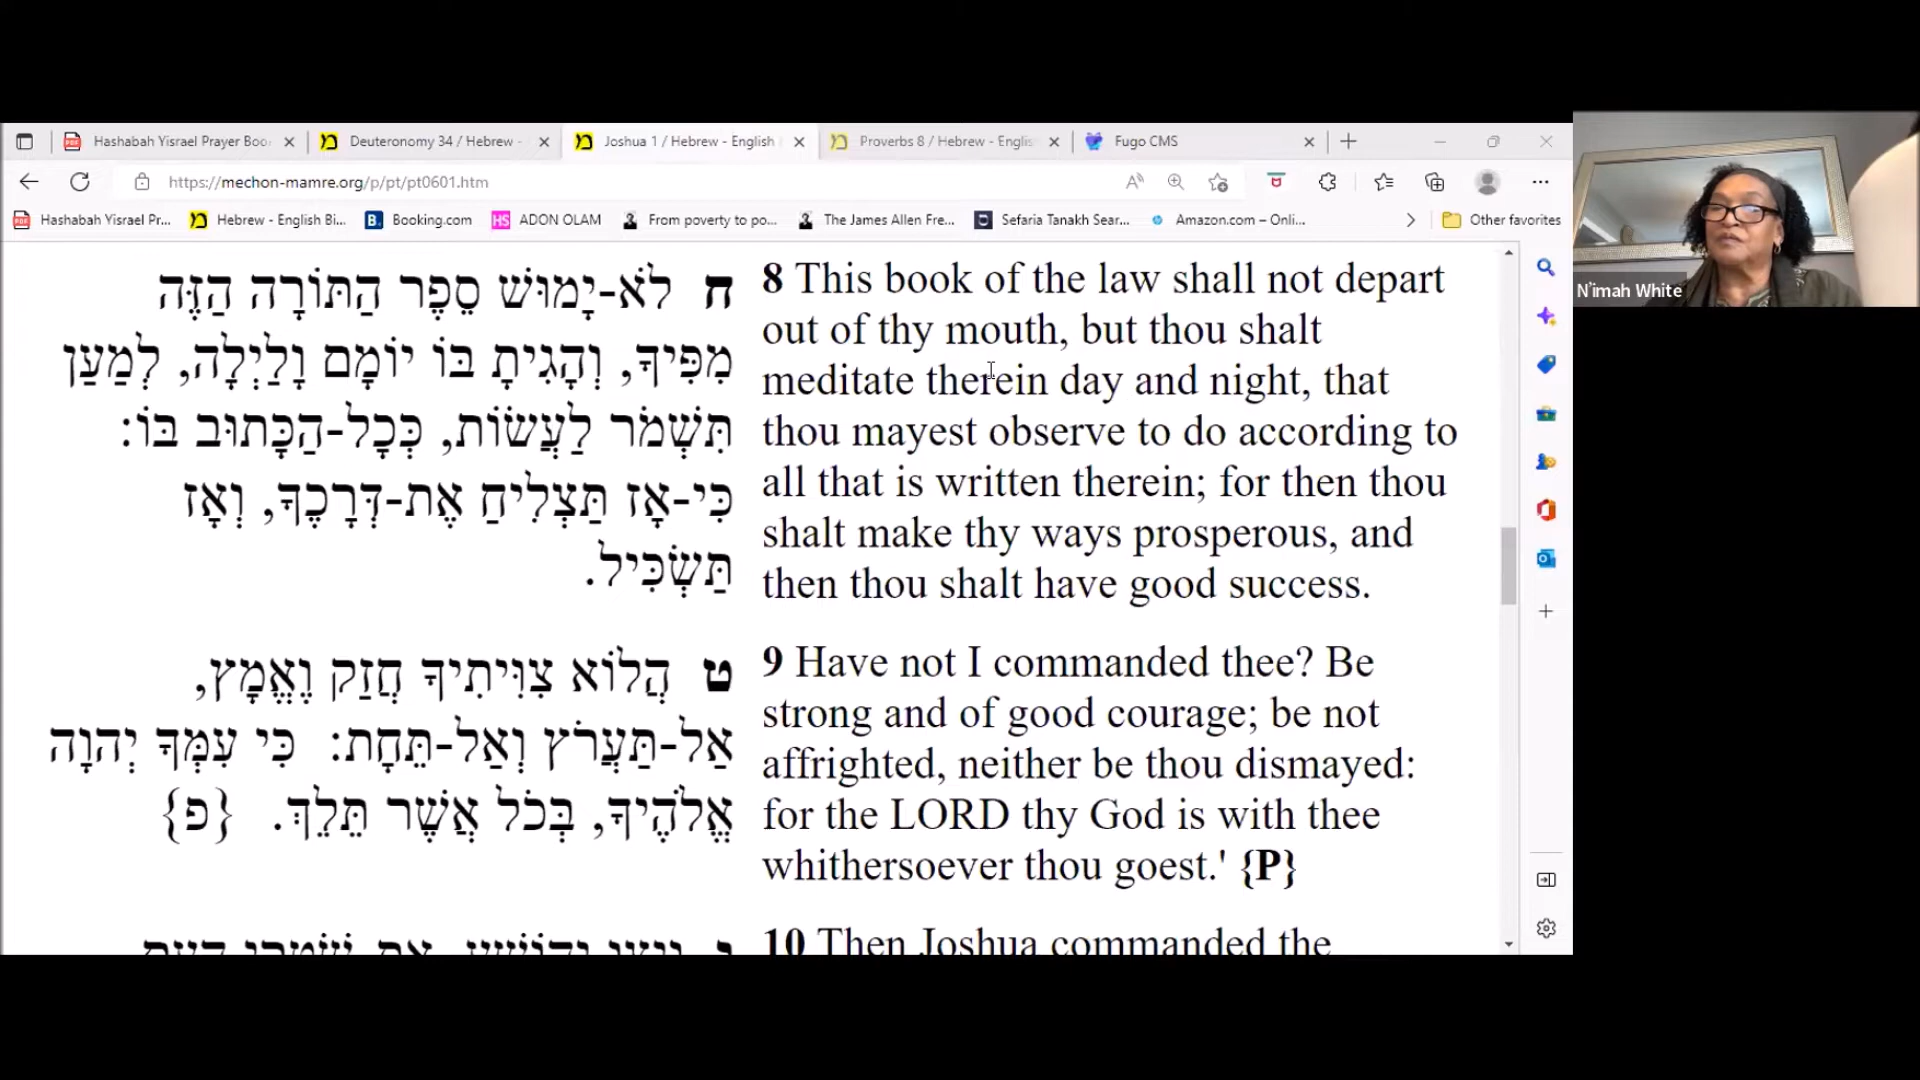 Hashabah Yisrael Prayer Boo
Deuteronomy 34 / Hebrew -
Joshua 1 / Hebrew - English
Proverbs 8 / Hebrew - English
Fugo CMS
https://mechon-mamre.org/p/pt/pt0601.htm
Hashabah Yisrael Pr...
Hebrew - English Bi...
Booking.com
ADON OLAM
From poverty to po...
The James Allen Fre...
Sefaria Tanakh Sear...
Amazon.com – Onli...
Other favorites
ח לֹא-יָמוּשׁ סֵפֶר הַתּוֹרָה הַזֶּה
מִפִּיךָ, וְהָגִיתָ בּוֹ יוֹמָם וָלַיְלָה, לְמַעַן
תִּשְׁמֹר לַעֲשׂוֹת, כְּכָל-הַכָּתוּב בּוֹ:
כִּי-אָז תַּצְלִיחַ אֶת-דְּרָכֶךָ, וְאָז
תַּשְׂכִּיל.
8 This book of the law shall not depart
out of thy mouth, but thou shalt
meditate therein day and night, that
thou mayest observe to do according to
all that is written therein; for then thou
shalt make thy ways prosperous, and
then thou shalt have good success.
ט הֲלוֹא צִוִּיתִיךָ חֲזַק וֶאֱמָץ,
אַל-תַּעֲרֹץ וְאַל-תֵּחָת: כִּי עִמְּךָ יְהוָה
אֱלֹהֶיךָ, בְּכֹל אֲשֶׁר תֵּלֵךְ. {פ}
9 Have not I commanded thee? Be
strong and of good courage; be not
affrighted, neither be thou dismayed:
for the LORD thy God is with thee
whithersoever thou goest.' {P}
10 Then Joshua commanded the
N'imah White